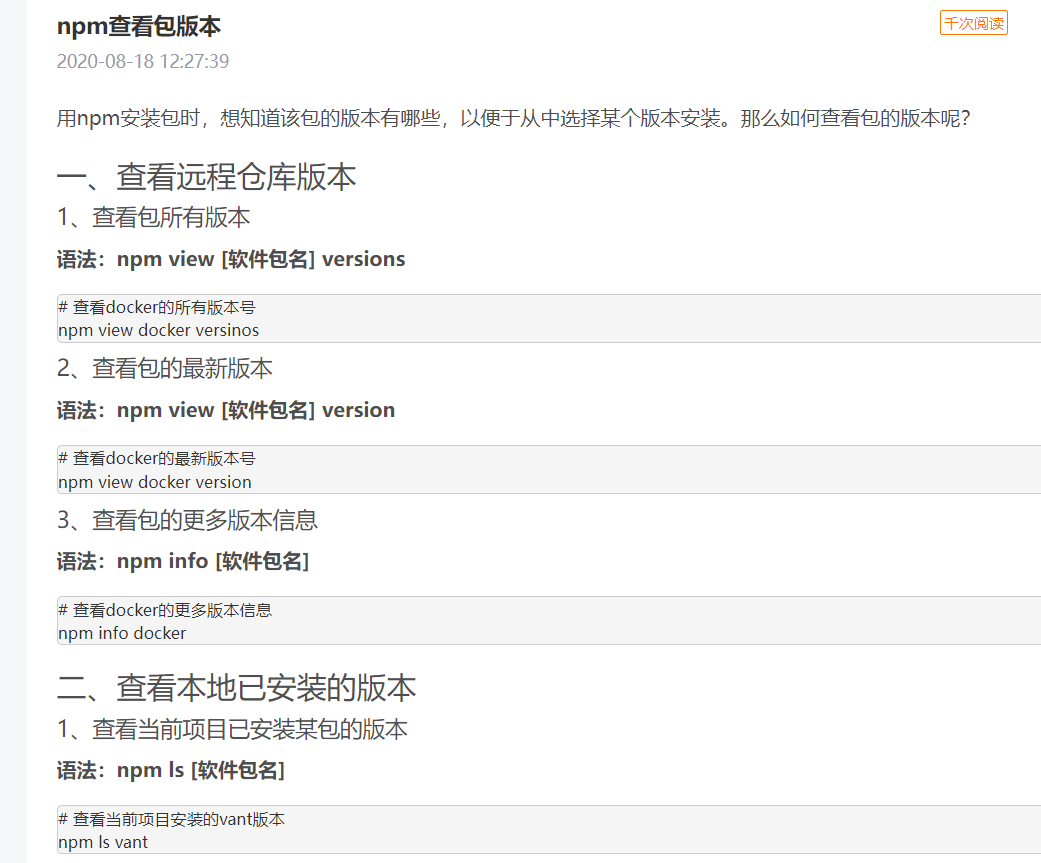 npm查看包版本
千次阅读
2020-08-18 12:27:39
用npm安装包时，想知道该包的版本有哪些，以便于从中选择某个版本安装。那么如何查看包的版本呢？
一、查看远程仓库版本
1、查看包所有版本
语法：npm view [软件包名] versions
# 查看docker的所有版本号
npm view docker versinos
2、查看包的最新版本
语法：npm view [软件包名] version
# 查看docker的最新版本号
npm view docker version
3、查看包的更多版本信息
语法：npm info [软件包名]
# 查看docker的更多版本信息
npm info docker
二、查看本地已安装的版本
1、查看当前项目已安装某包的版本
语法：npm ls [软件包名]
# 查看当前项目安装的vant版本
npm ls vant